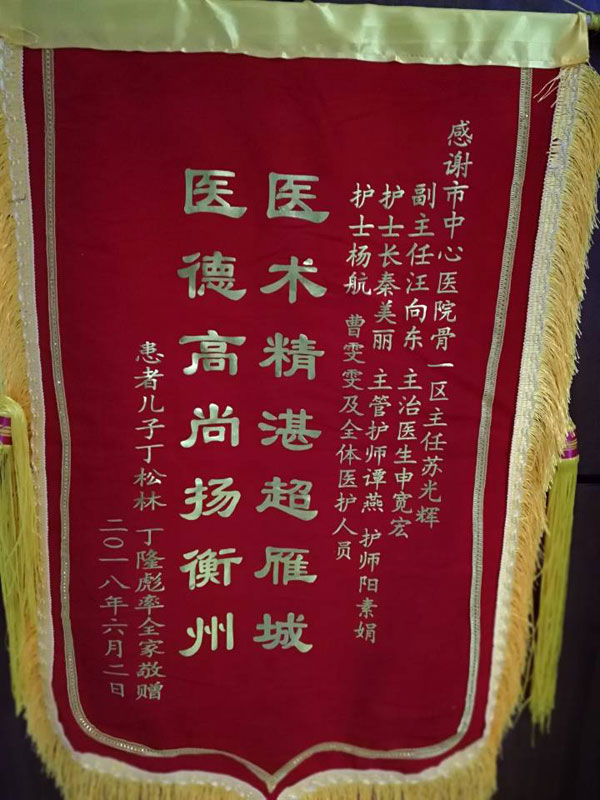 感谢市中心医院骨一区主任苏光辉
副主任汪向东 主治医生申宽宏
护士长秦美丽 主管护师谭燕 护师阳素娟
护士杨航 曹雯雯及全体医护人员
医术精湛超雁城
医德高尚扬衡州
患者儿子丁松林 丁隆彪率全家敬赠
二〇一八年六月二日